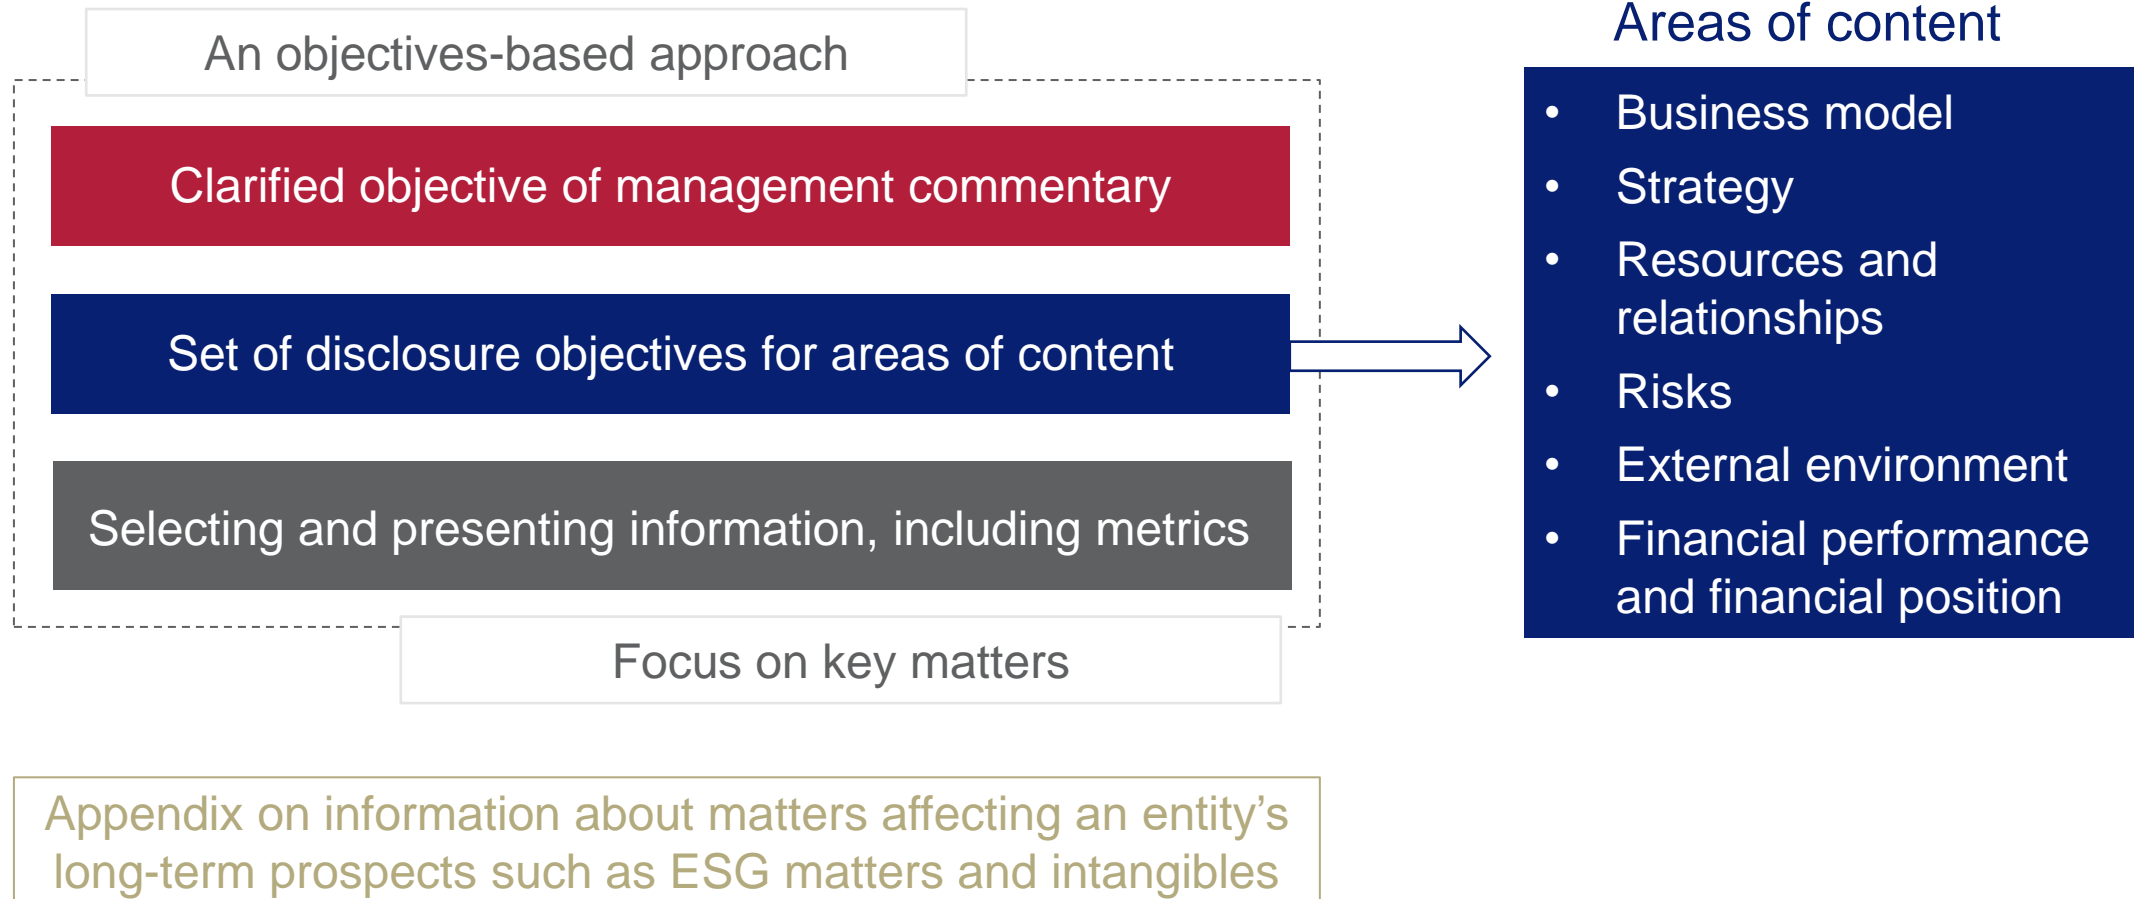 An objectives-based approach
Clarified objective of management commentary
Set of disclosure objectives for areas of content
Selecting and presenting information, including metrics
Focus on key matters
Appendix on information about matters affecting an entity’s
long-term prospects such as ESG matters and intangibles
Areas of content
• Business model
• Strategy
• Resources and
relationships
• Risks
• External environment
• Financial performance
and financial position